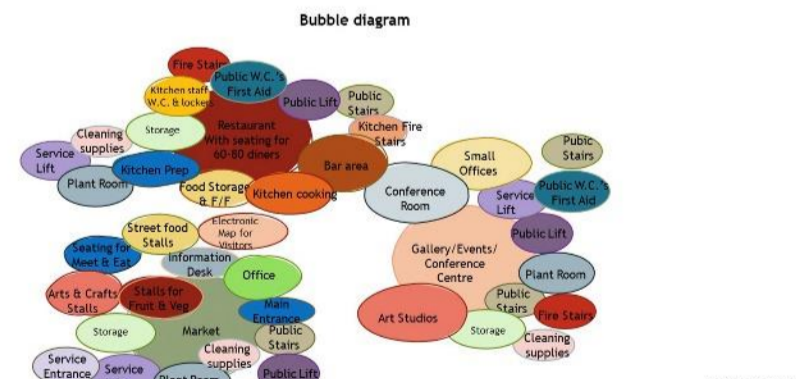 Bubble diagram
Fire Stairs
Public W.C.'s
First Aid
Kitchen staff
W.C. & lockers
Public Lift
Public
Stairs
Storage
Restaurant
With seating for
60-80 diners
Kitchen Fire
Stairs
Cleaning
supplies
Service
Lift
Kitchen Prep
Bar area
Plant Room
Food Storage
& F/F
Kitchen cooking
Conference
Room
Small
Offices
Pubic
Stairs
Service
Lift
Public W.C.'s
First Aid
Public Lift
Gallery/Events/
Conference
Centre
Plant Room
Public
Stairs
Fire Stairs
Art Studios
Storage
Cleaning
supplies
Street food
Stalls
Electronic
Map for
Visitors
Seating for
Meet & Eat
Information
Desk
Office
Arts & Crafts
Stalls
Stalls for
Fruit & Veg
Main
Entrance
Storage
Market
Public
Stairs
Cleaning
supplies
Service
Entrance
Service
Plant Room
Public Lift